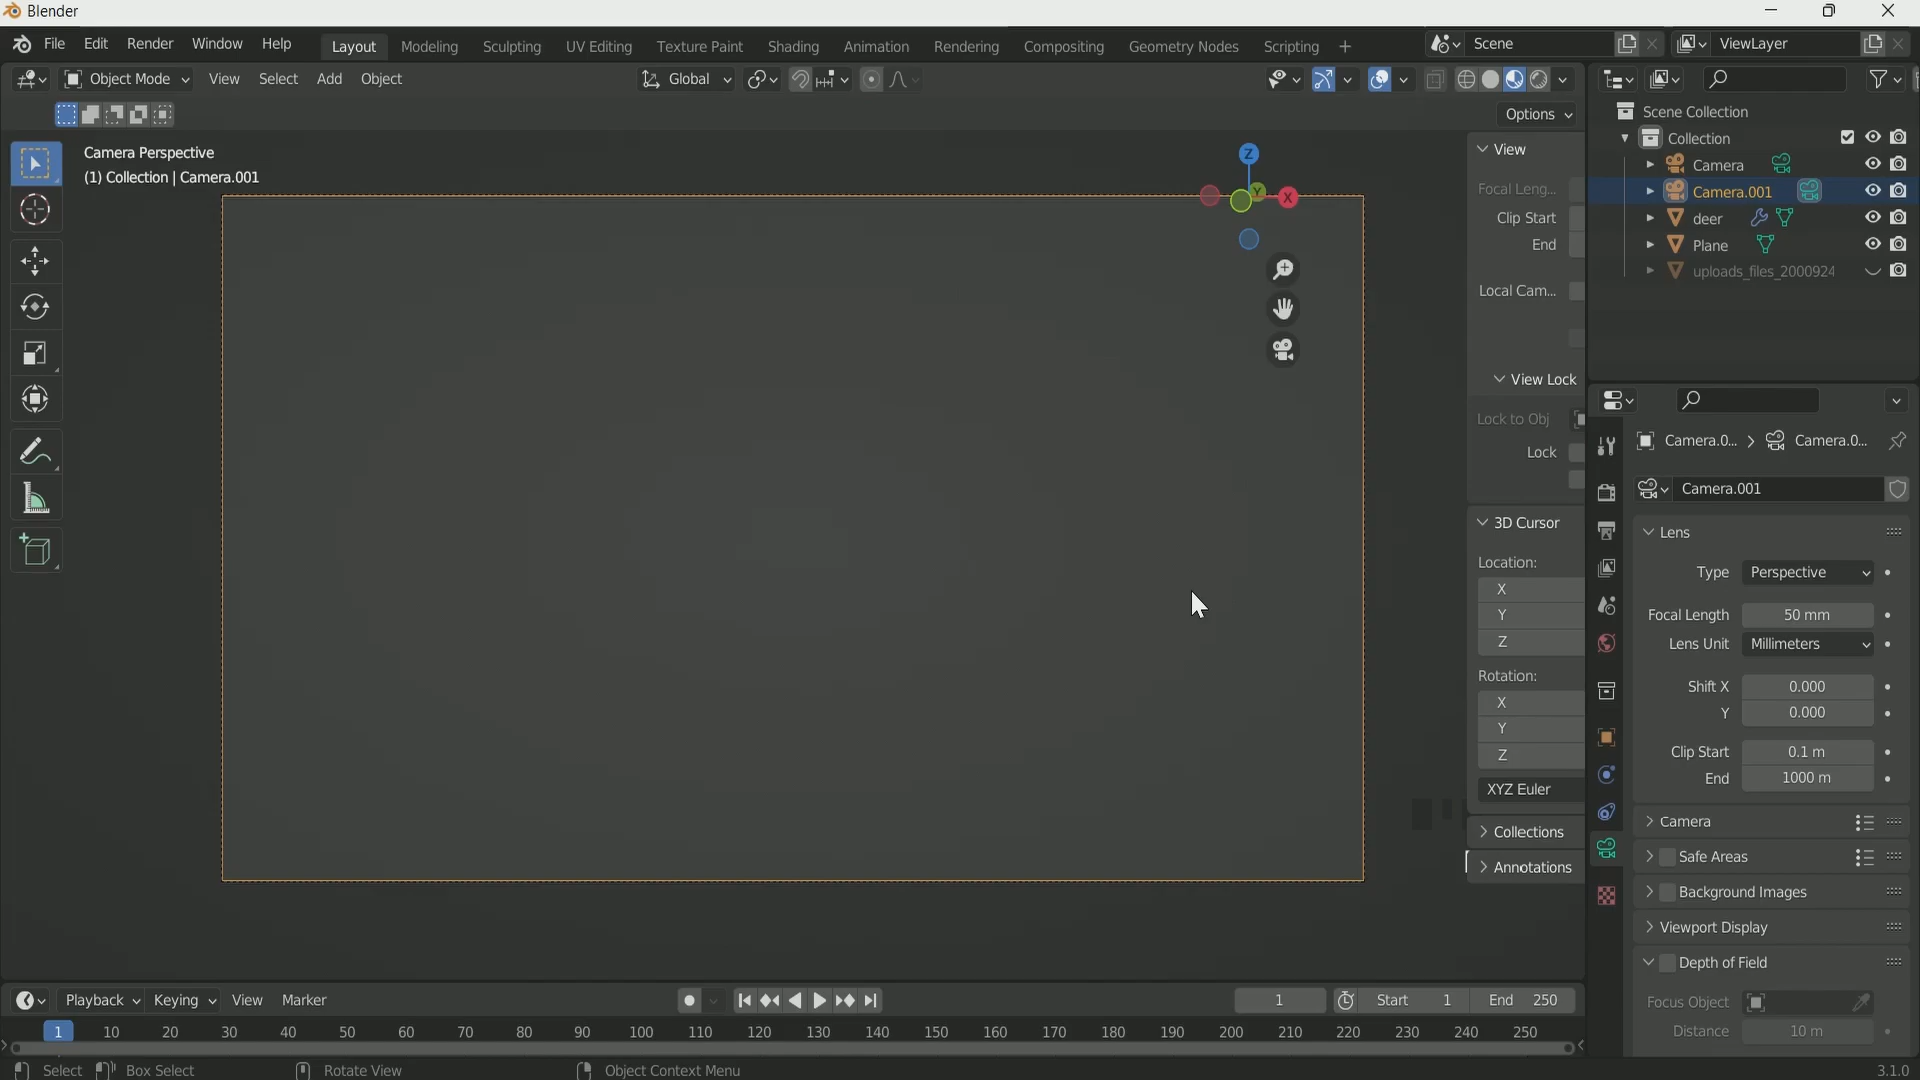 Blender
File Edit Render Window Help Layout Modeling Sculpting UV Editing Texture Paint Shading Animation Rendering Compositing Geometry Nodes Scripting + Scene ViewLayer
Object Mode View Select Add Object Global
Options
Camera Perspective
(1) Collection | Camera.001
Z
Y
X
View
Focal Leng...
Clip Start
End
Local Cam...
View Lock
Lock to Obj
Lock
3D Cursor
Location:
X
Y
Z
Rotation:
X
Y
Z
XYZ Euler
Collections
Annotations
Scene Collection
Collection
Camera
Camera.001
deer
Plane
uploads_files_2000924
Camera.0... Camera.0...
Camera.001
Lens
Type Perspective
Focal Length 50 mm
Lens Unit Millimeters
Shift X 0.000
Y 0.000
Clip Start 0.1 m
End 1000 m
Camera
Safe Areas
Background Images
Viewport Display
Depth of Field
Focus Object
Distance 10 m
Playback Keying View Marker 1 Start 1 End 250
1 10 20 30 40 50 60 70 80 90 100 110 120 130 140 150 160 170 180 190 200 210 220 230 240 250
Select Box Select Rotate View Object Context Menu 3.1.0